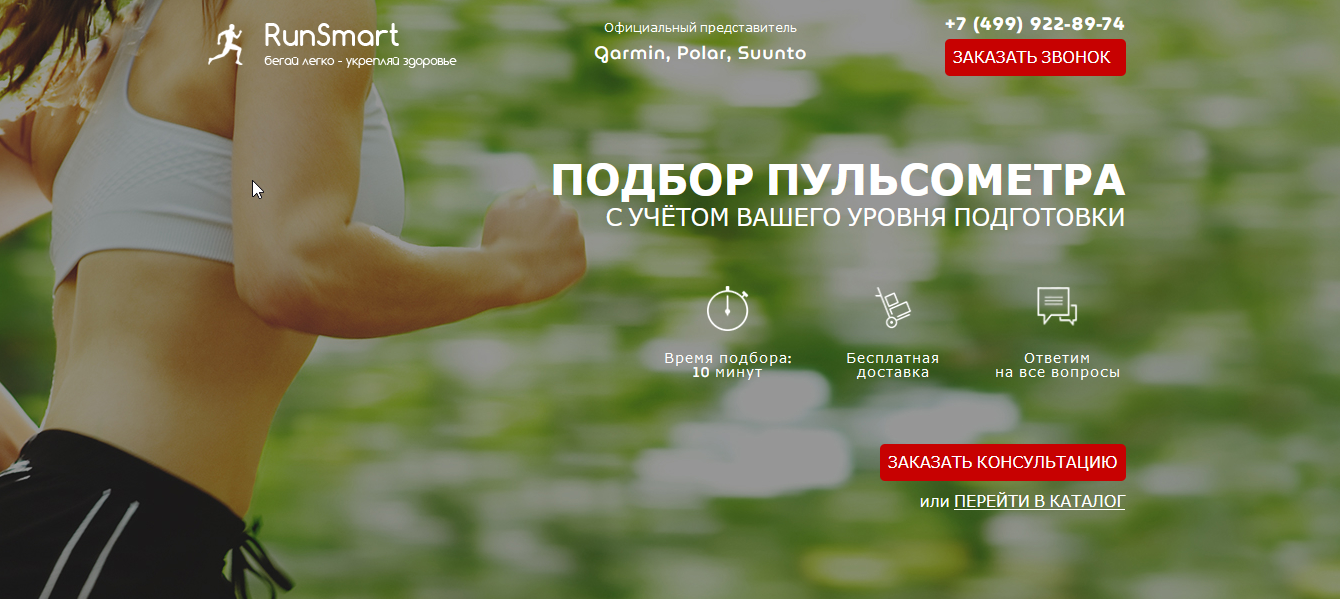 RunSmart
бегай легко - укрепляй здоровье
Официальный представитель
Garmin, Polar, Suunto
+7 (499) 922-89-74
ЗАКАЗАТЬ ЗВОНОК
ПОДБОР ПУЛЬСОМЕТРА
С УЧЁТОМ ВАШЕГО УРОВНЯ ПОДГОТОВКИ
Время подбора:
10 минут
Бесплатная
доставка
Ответим
на все вопросы
ЗАКАЗАТЬ КОНСУЛЬТАЦИЮ
или ПЕРЕЙТИ В КАТАЛОГ